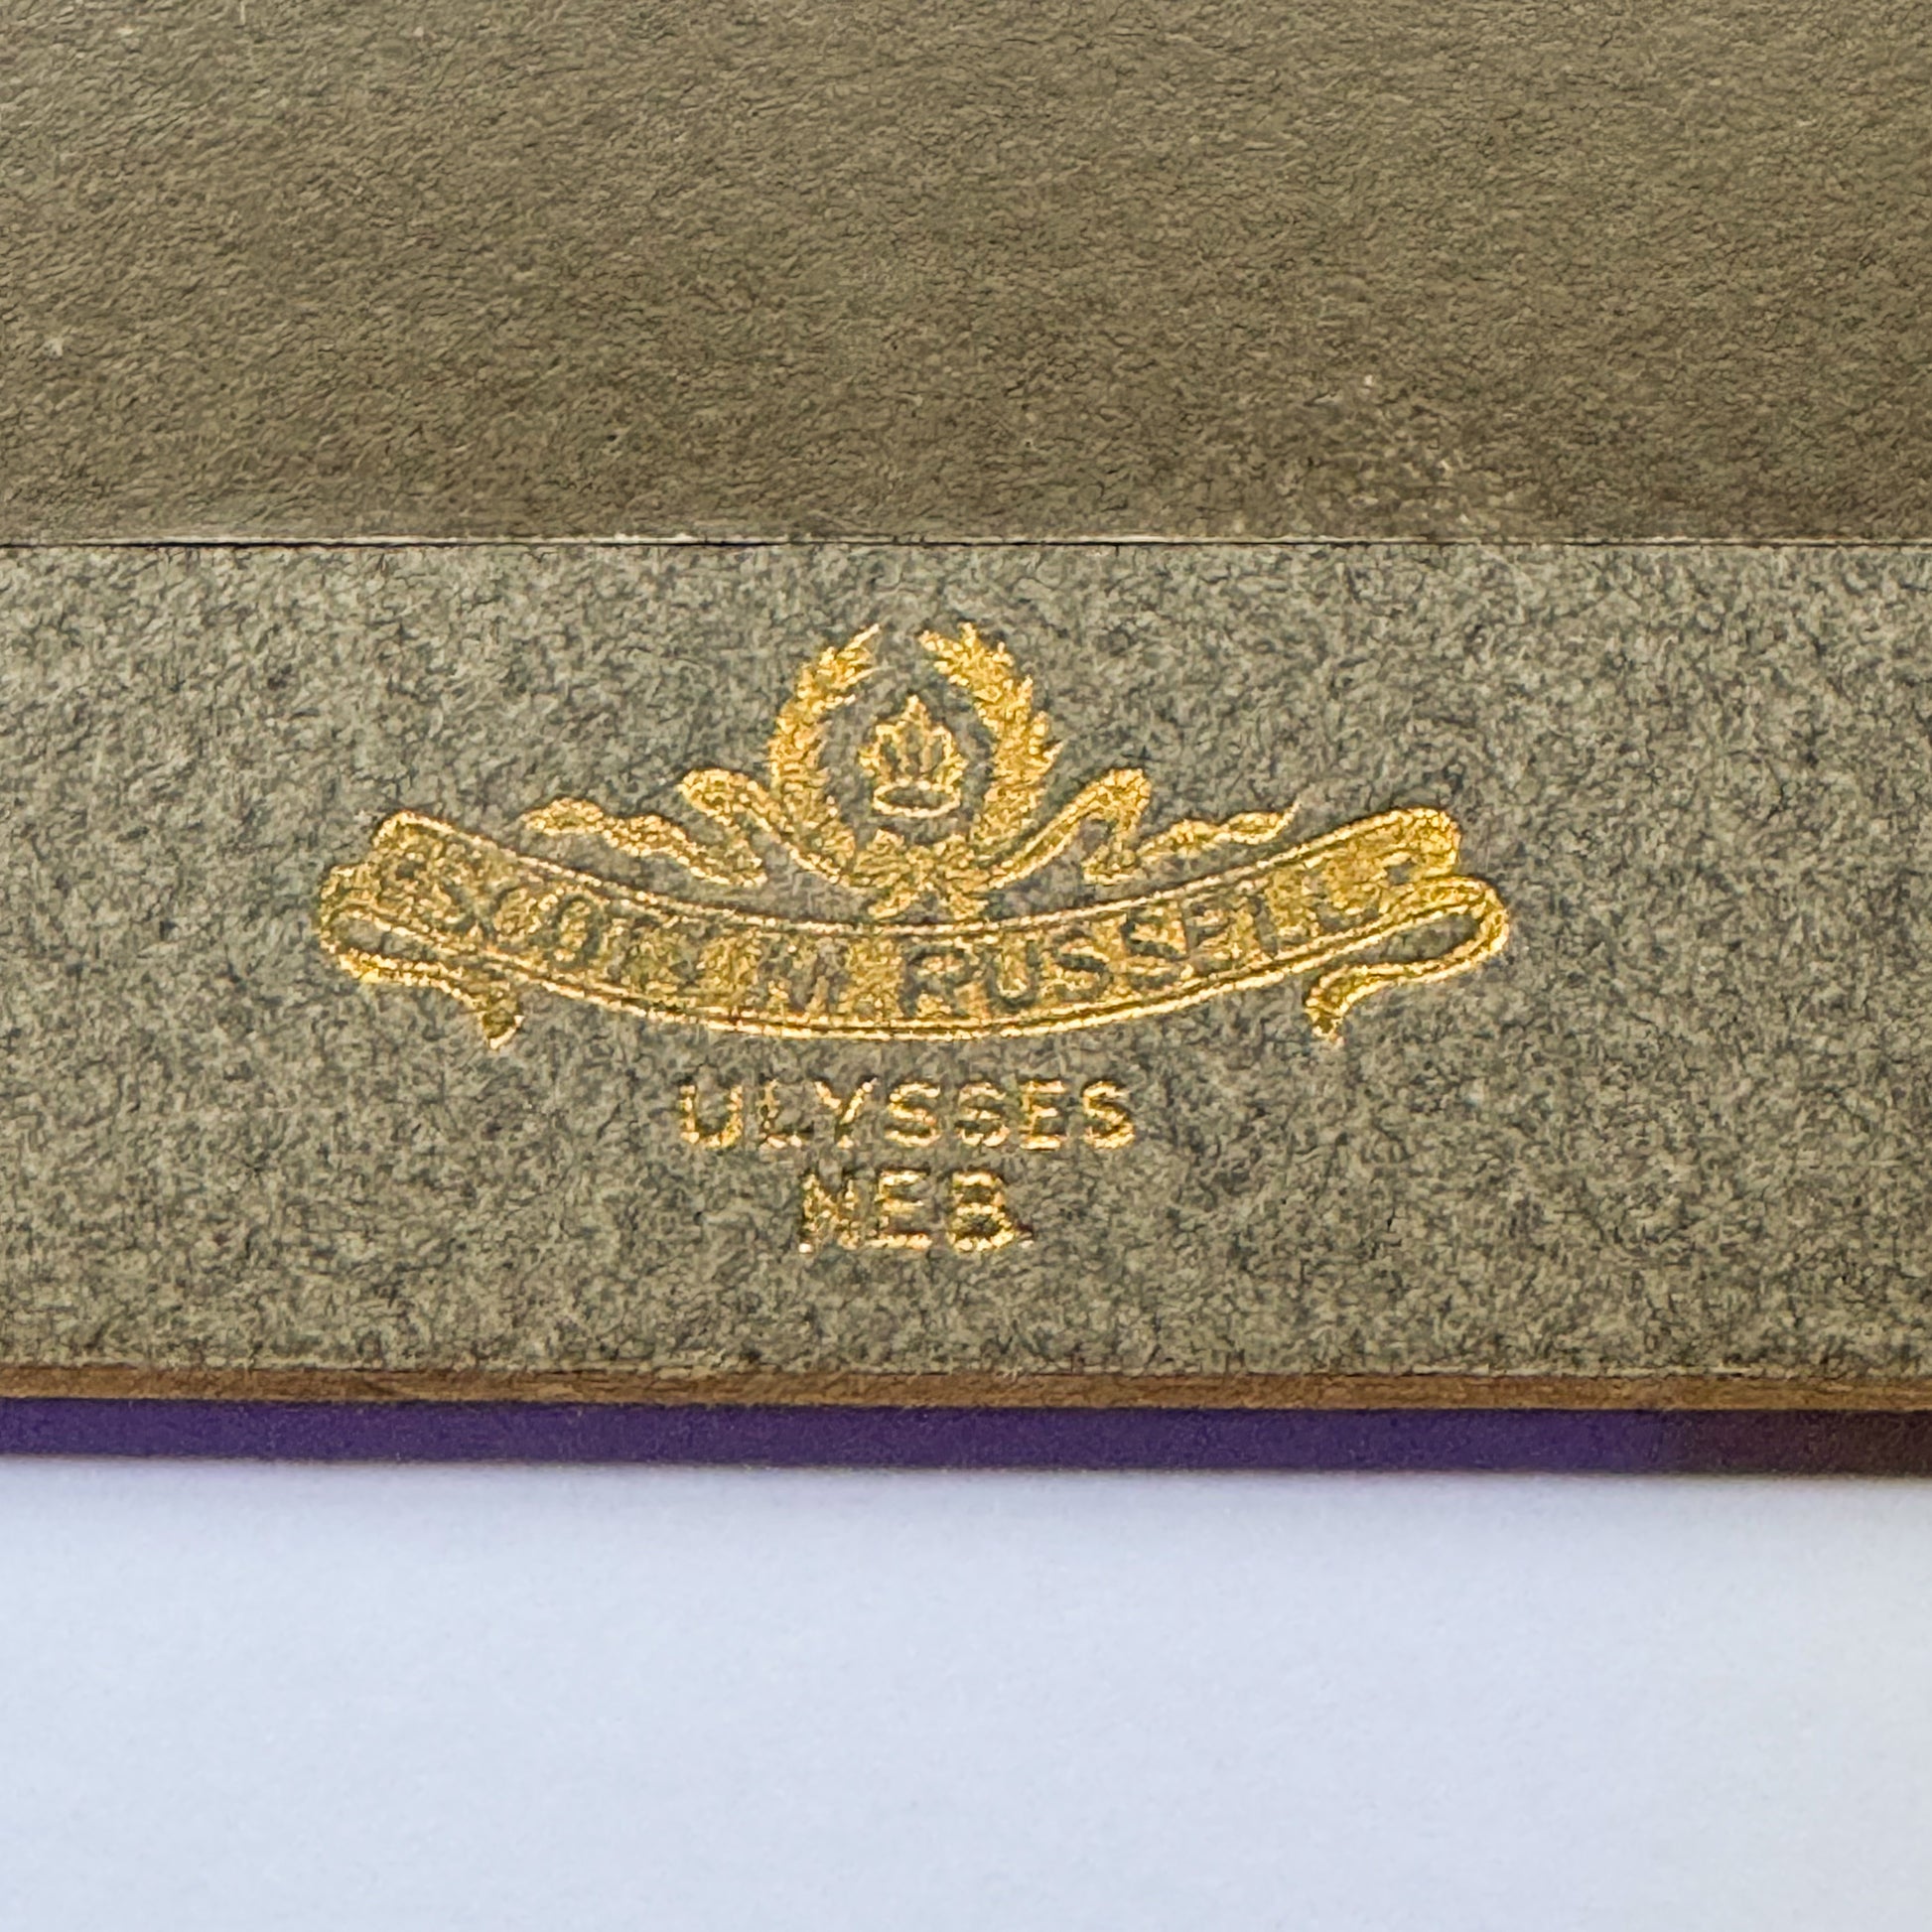 M. RUSSELL
ULYSSES
NEB.